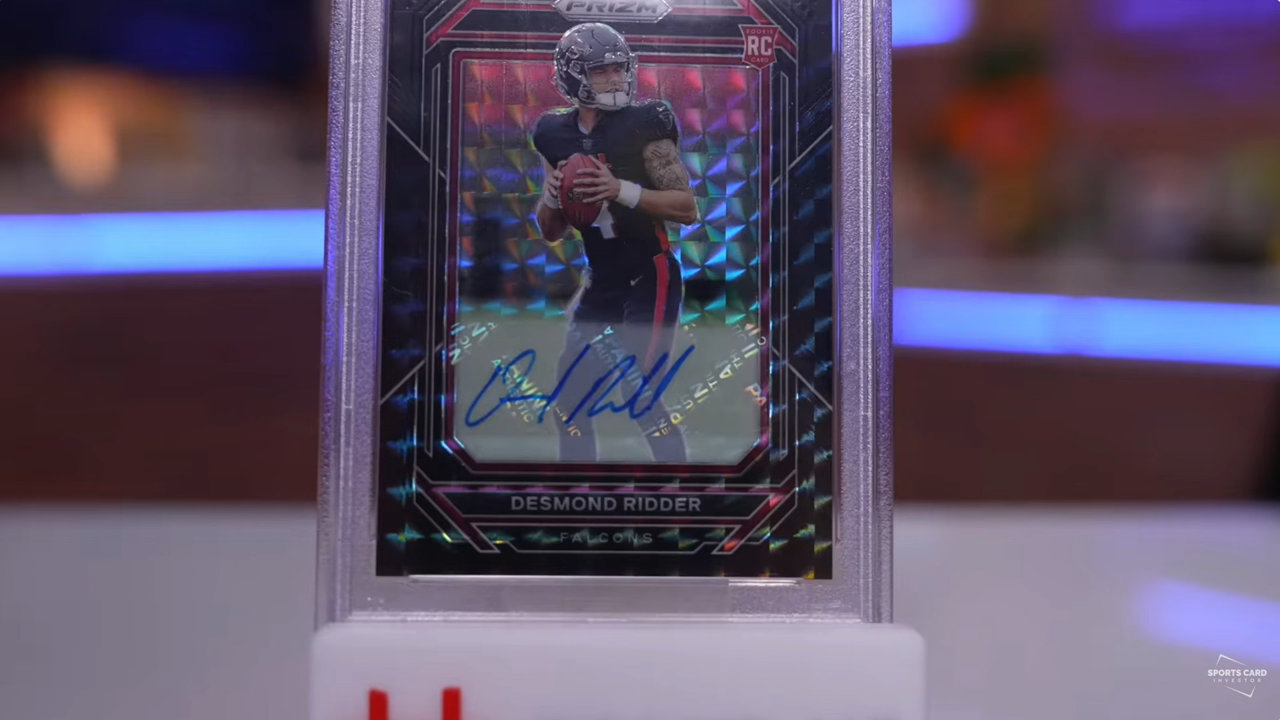 PRIZM
ROOKIE
RC
CARD
DESMOND RIDDER
FALCONS
SPORTS CARD
INVESTOR